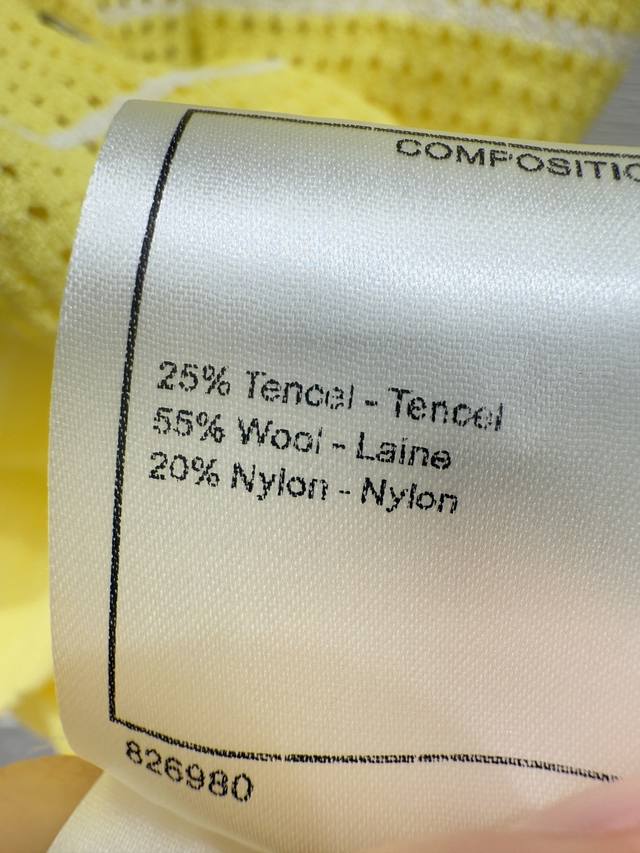 COMPOSITIO
25% Tencel - Tencel
55% Wool - Laine
20% Nylon - Nylon
826980